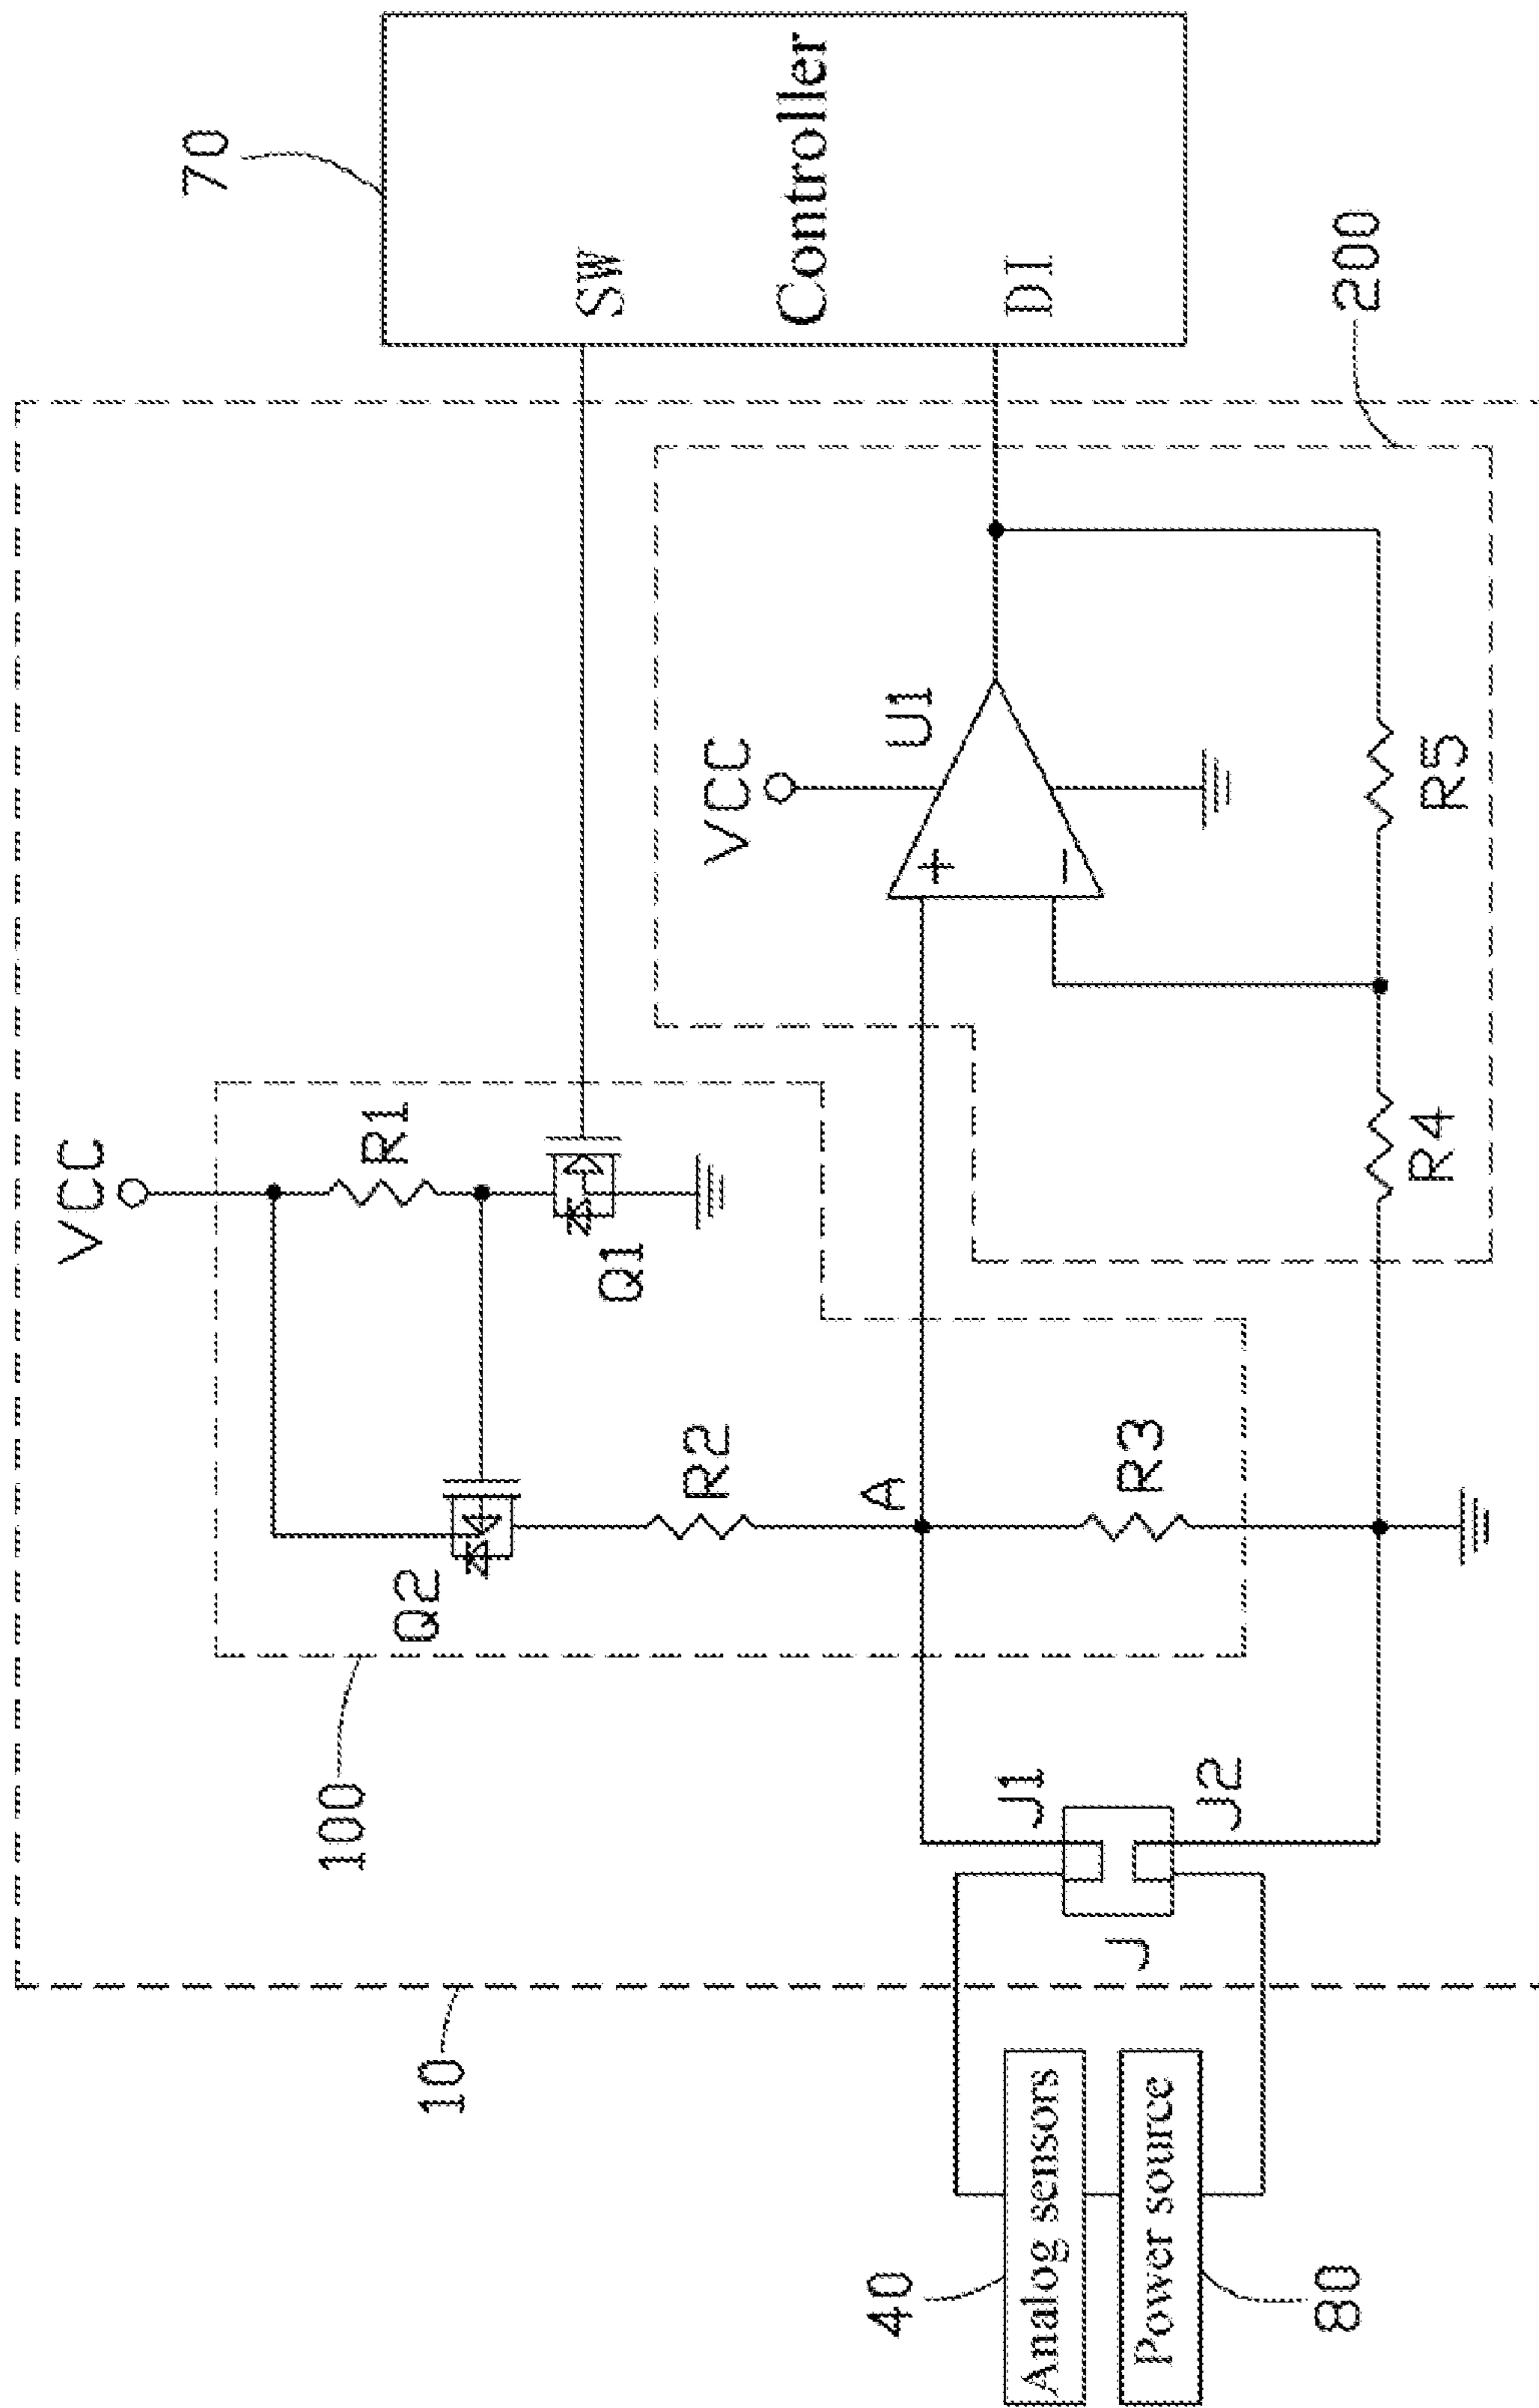 70
Controller
SW
DI
200
VCC
R1
Q1
Q2
100
R2
A
R3
VCC
U1
+
−
R5
R4
J1
J2
J
10
40
Analog sensors
Power source
80